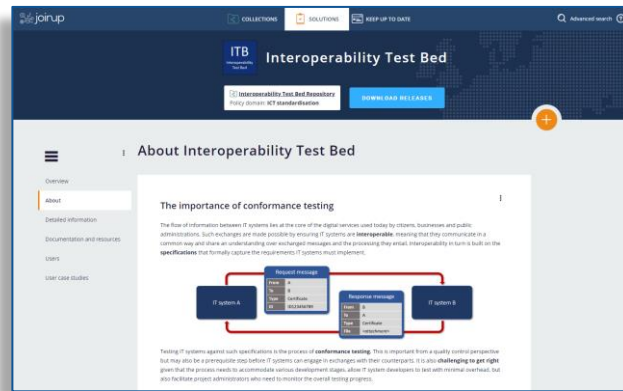 joinup
COLLECTIONS
SOLUTIONS
KEEP UP TO DATE
Advanced search
ITB
Interoperability
Test Bed
Interoperability Test Bed
Interoperability Test Bed Repository
Policy domain: ICT standardisation
DOWNLOAD RELEASES
+
About Interoperability Test Bed
Overview
About
Detailed information
Documentation and resources
Users
User case studies
The importance of conformance testing
The flow of information between IT systems lies at the core of the digital services used today by citizens, businesses and public
administrations. Such exchanges are made possible by ensuring IT systems are interoperable, meaning that they communicate in a
common way and share an understanding over exchanged messages and the processing they entail. Interoperability in turn is built on the
specifications that formally capture the requirements IT systems must implement.
Request message
From A
To B
Type Certificate
ID 0123456789
IT system A
Response message
From B
To A
Type Certificate
File <attachment>
IT system B
Testing IT systems against such specifications is the process of conformance testing. This is important from a quality control perspective
but may also be a prerequisite step before IT systems can engage in exchanges with their counterparts. It is also challenging to get right
given that the process needs to accommodate various development stages, allow IT system developers to test with minimal overhead, but
also facilitate project administrators who need to monitor the overall testing progress.